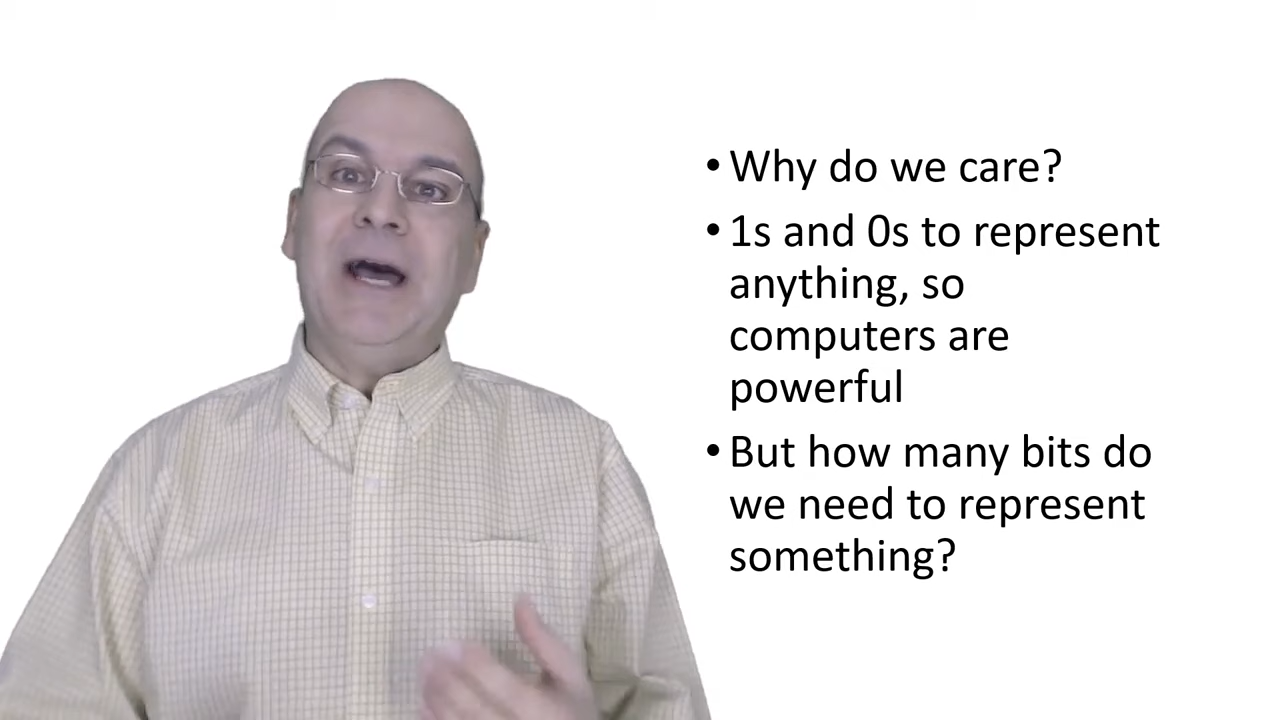 • Why do we care?
• 1s and 0s to represent
anything, so
computers are
powerful
• But how many bits do
we need to represent
something?